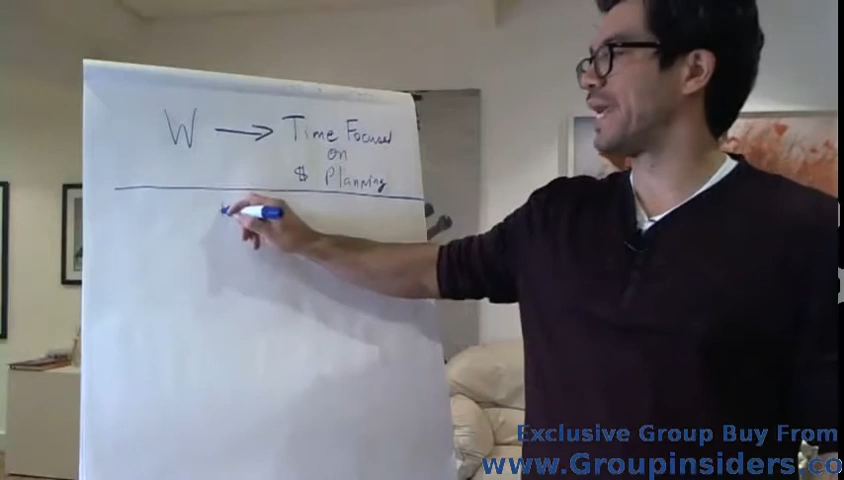 W → Time Focused
on
$ Planning
Exclusive Group Buy From
www.Groupinsiders.co